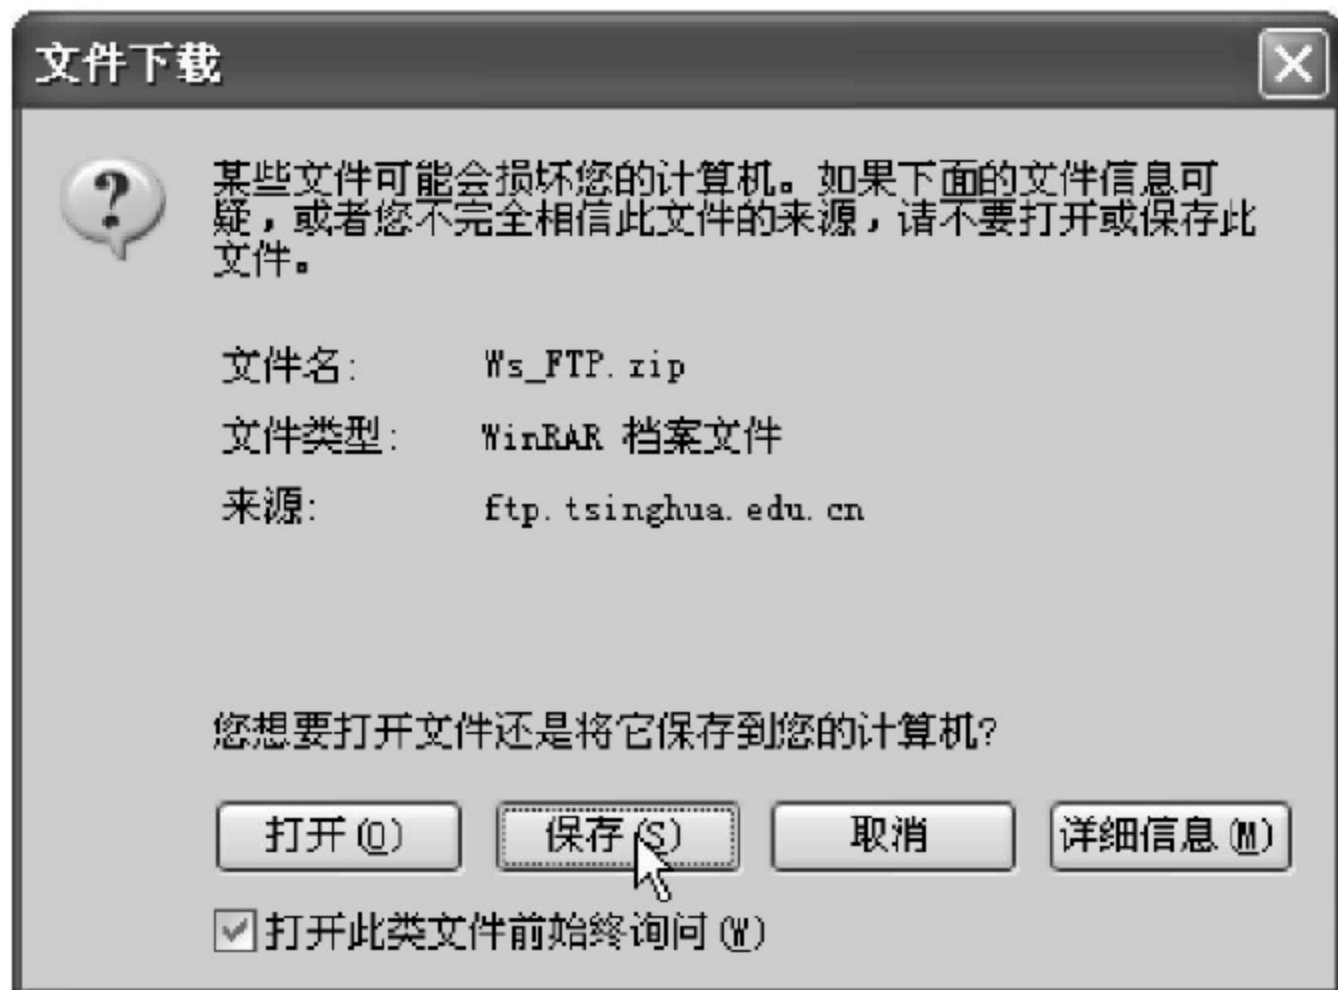 文件下载
某些文件可能会损坏您的计算机。如果下面的文件信息可
疑，或者您不完全相信此文件的来源，请不要打开或保存此
文件。
文件名: Ws_FTP.zip
文件类型: WinRAR 档案文件
来源: ftp.tsinghua.edu.cn
您想要打开文件还是将它保存到您的计算机?
打开(O) 保存(S) 取消 详细信息(M)
打开此类文件前始终询问(W)